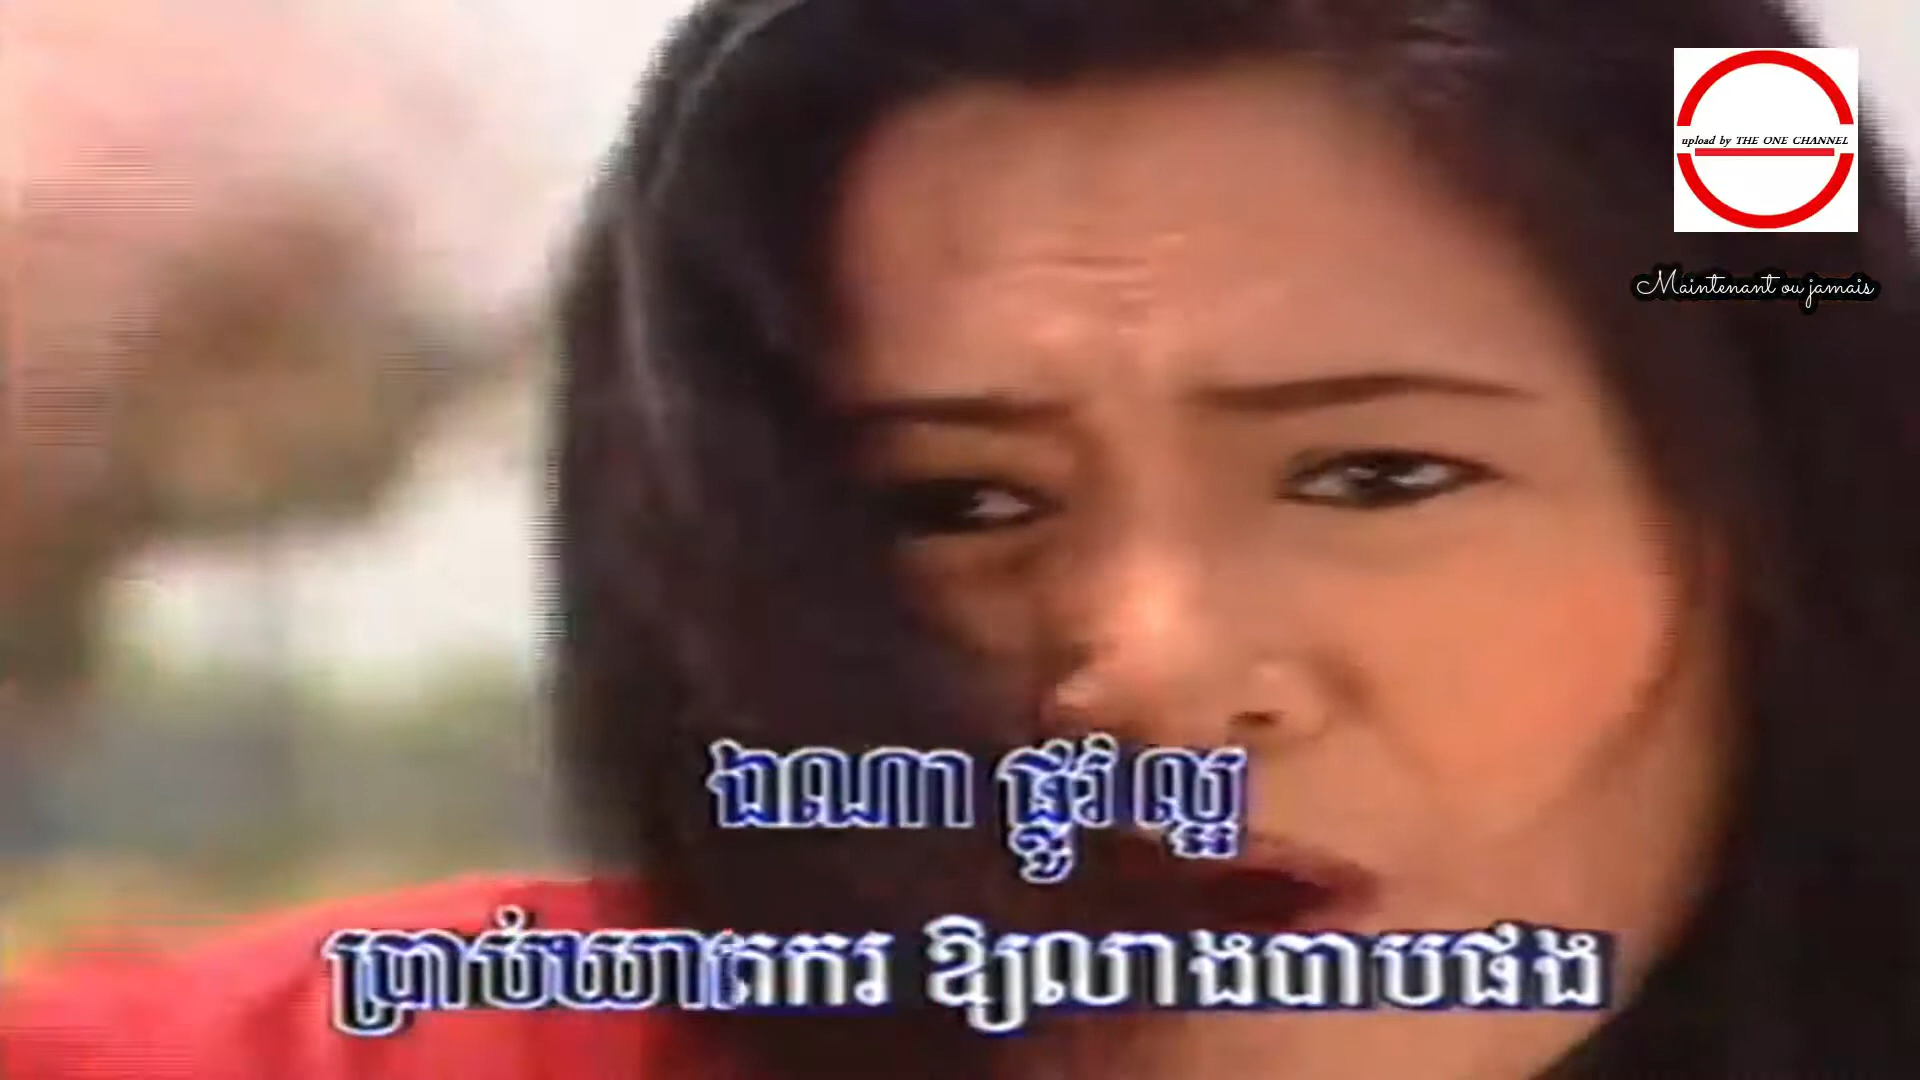 upload by THE ONE CHANNEL
Maintenant ou jamais
ឯណា ផ្លូវ ល្អ
ប្រាប់ឃាតករ ឱ្យលាងបាបផង